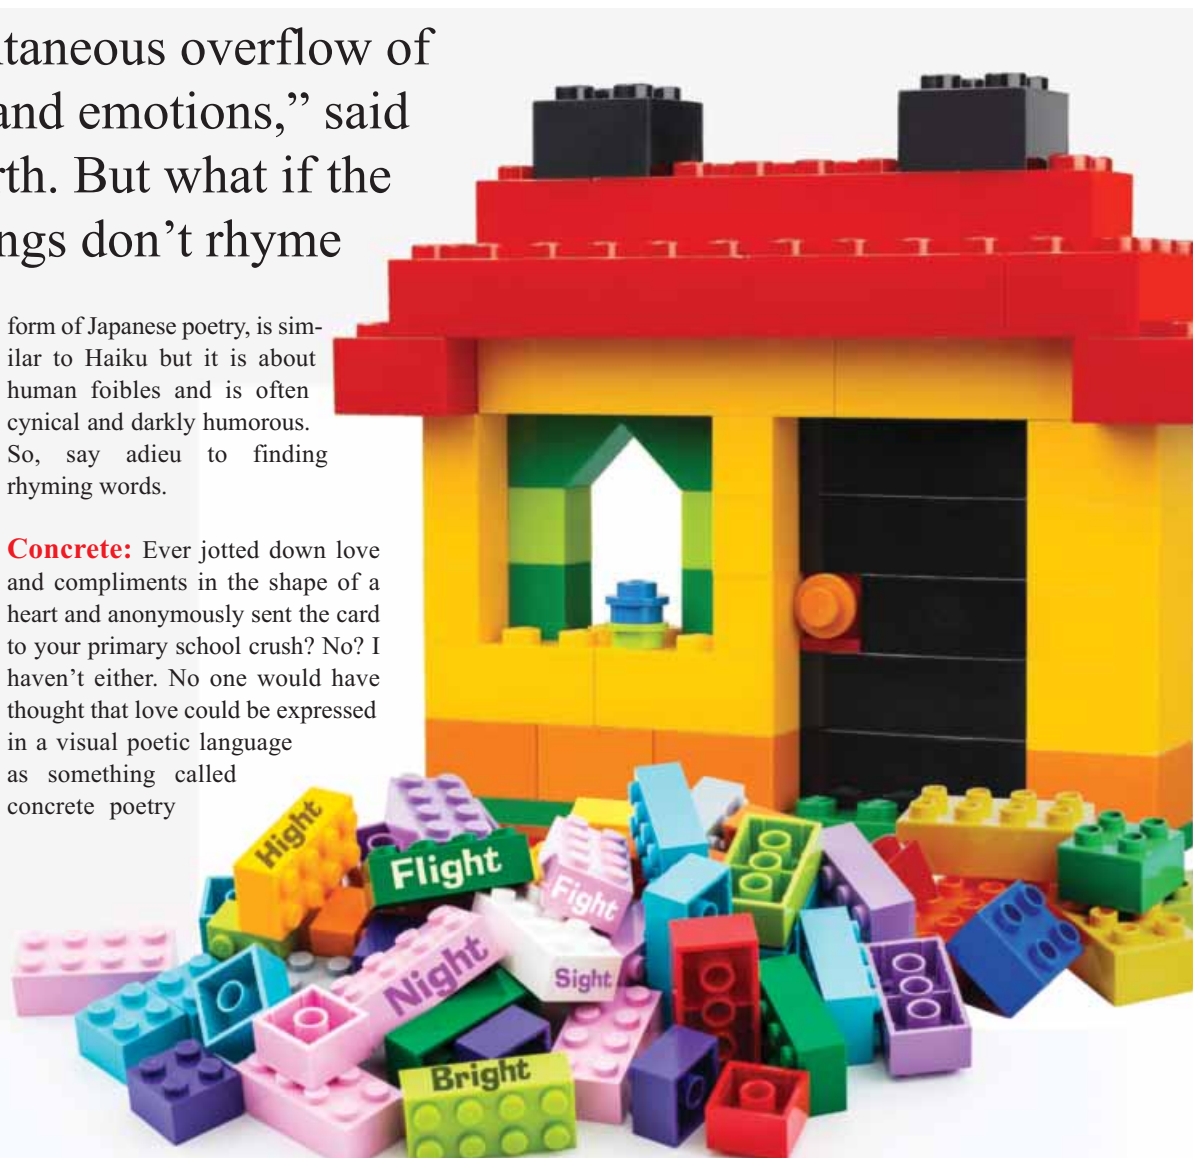 overflow of
and emotions,” said
But what if the
don’t rhyme
form of Japanese poetry, is sim-
ilar to Haiku but it is about
human foibles and is often
cynical and darkly humorous.
So, say adieu to finding
rhyming words.
Concrete: Ever jotted down love
and compliments in the shape of a
heart and anonymously sent the card
to your primary school crush? No? I
haven’t either. No one would have
thought that love could be expressed
in a visual poetic language
as something called
concrete poetry
Hight
Flight
Fight
Night
Sight
Bright